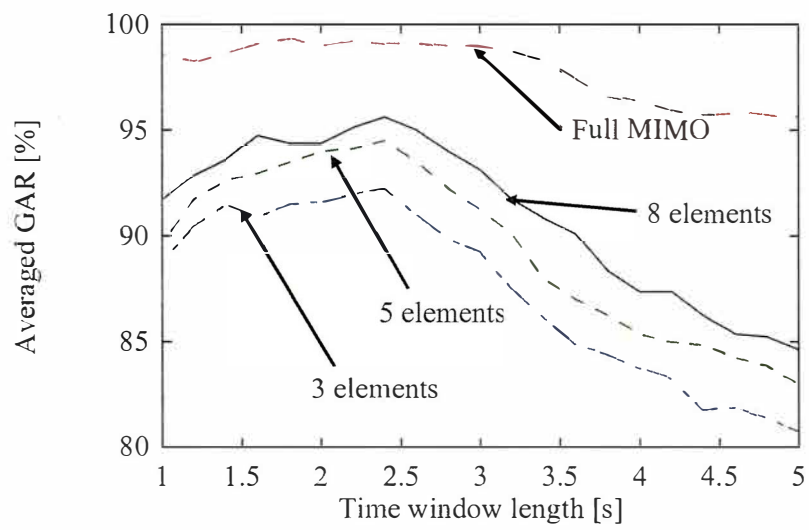 100
95
90
85
80
Averaged GAR [%]
Full MIMO
8 elements
5 elements
3 elements
1 1.5 2 2.5 3 3.5 4 4.5 5
Time window length [s]